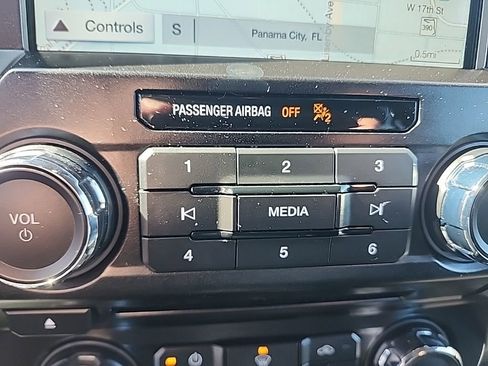 Controls S Panama City, FL
W 17th St
390
0.5mi
PASSENGER AIRBAG OFF 2
1 2 3
VOL
MEDIA
4 5 6